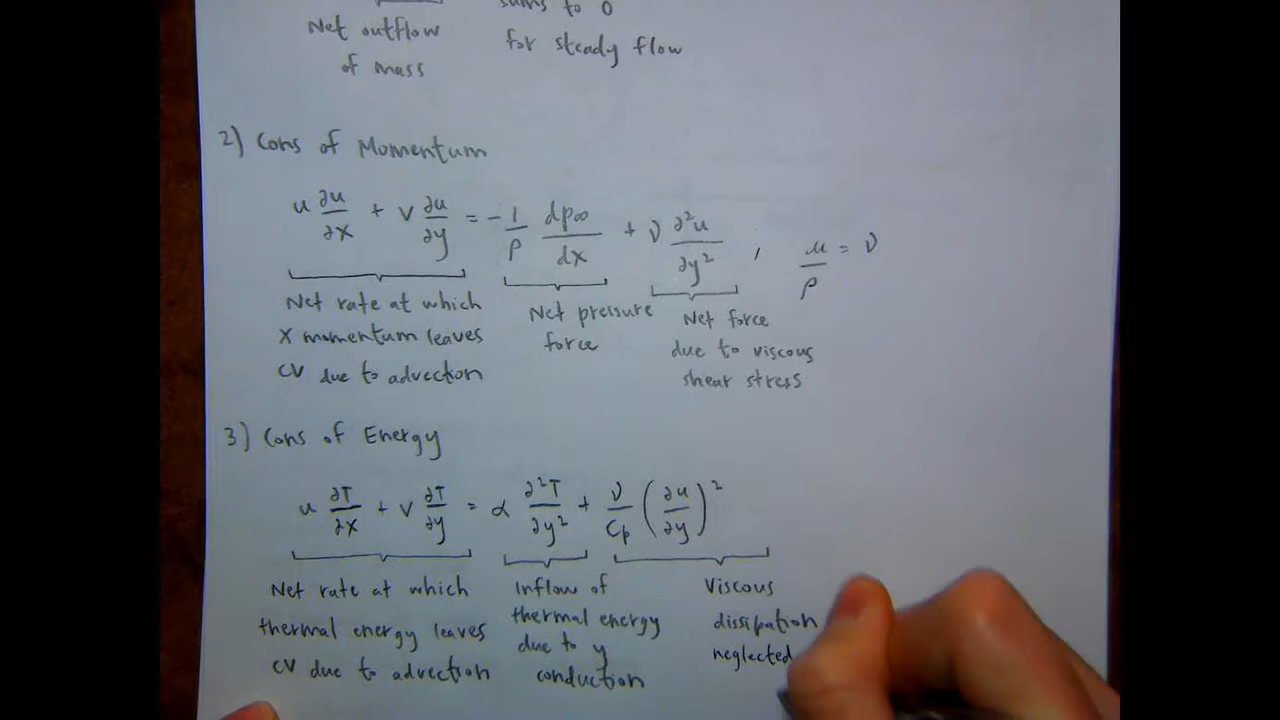 sums to 0
Net outflow
of mass
for steady flow
2) Cons of Momentum
u ∂u/∂x + v ∂u/∂y = - 1/ρ dp∞/dx + ν ∂²u/∂y² , μ/ρ = ν
Net rate at which
x momentum leaves
CV due to advection
Net pressure
force
Net force
due to viscous
shear stress
3) Cons of Energy
u ∂T/∂x + v ∂T/∂y = α ∂²T/∂y² + ν/Cp (∂u/∂y)²
Net rate at which
thermal energy leaves
CV due to advection
Inflow of
thermal energy
due to y
conduction
Viscous
dissipation
neglected